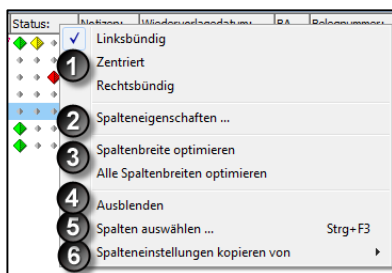 Status: Notizen: Wiedervorlagedatum: RA Belegnummer:
Linksbündig
1 Zentriert
Rechtsbündig
2 Spalteneigenschaften ...
3 Spaltenbreite optimieren
Alle Spaltenbreiten optimieren
4 Ausblenden
5 Spalten auswählen ... Strg+F3
6 Spalteneinstellungen kopieren von